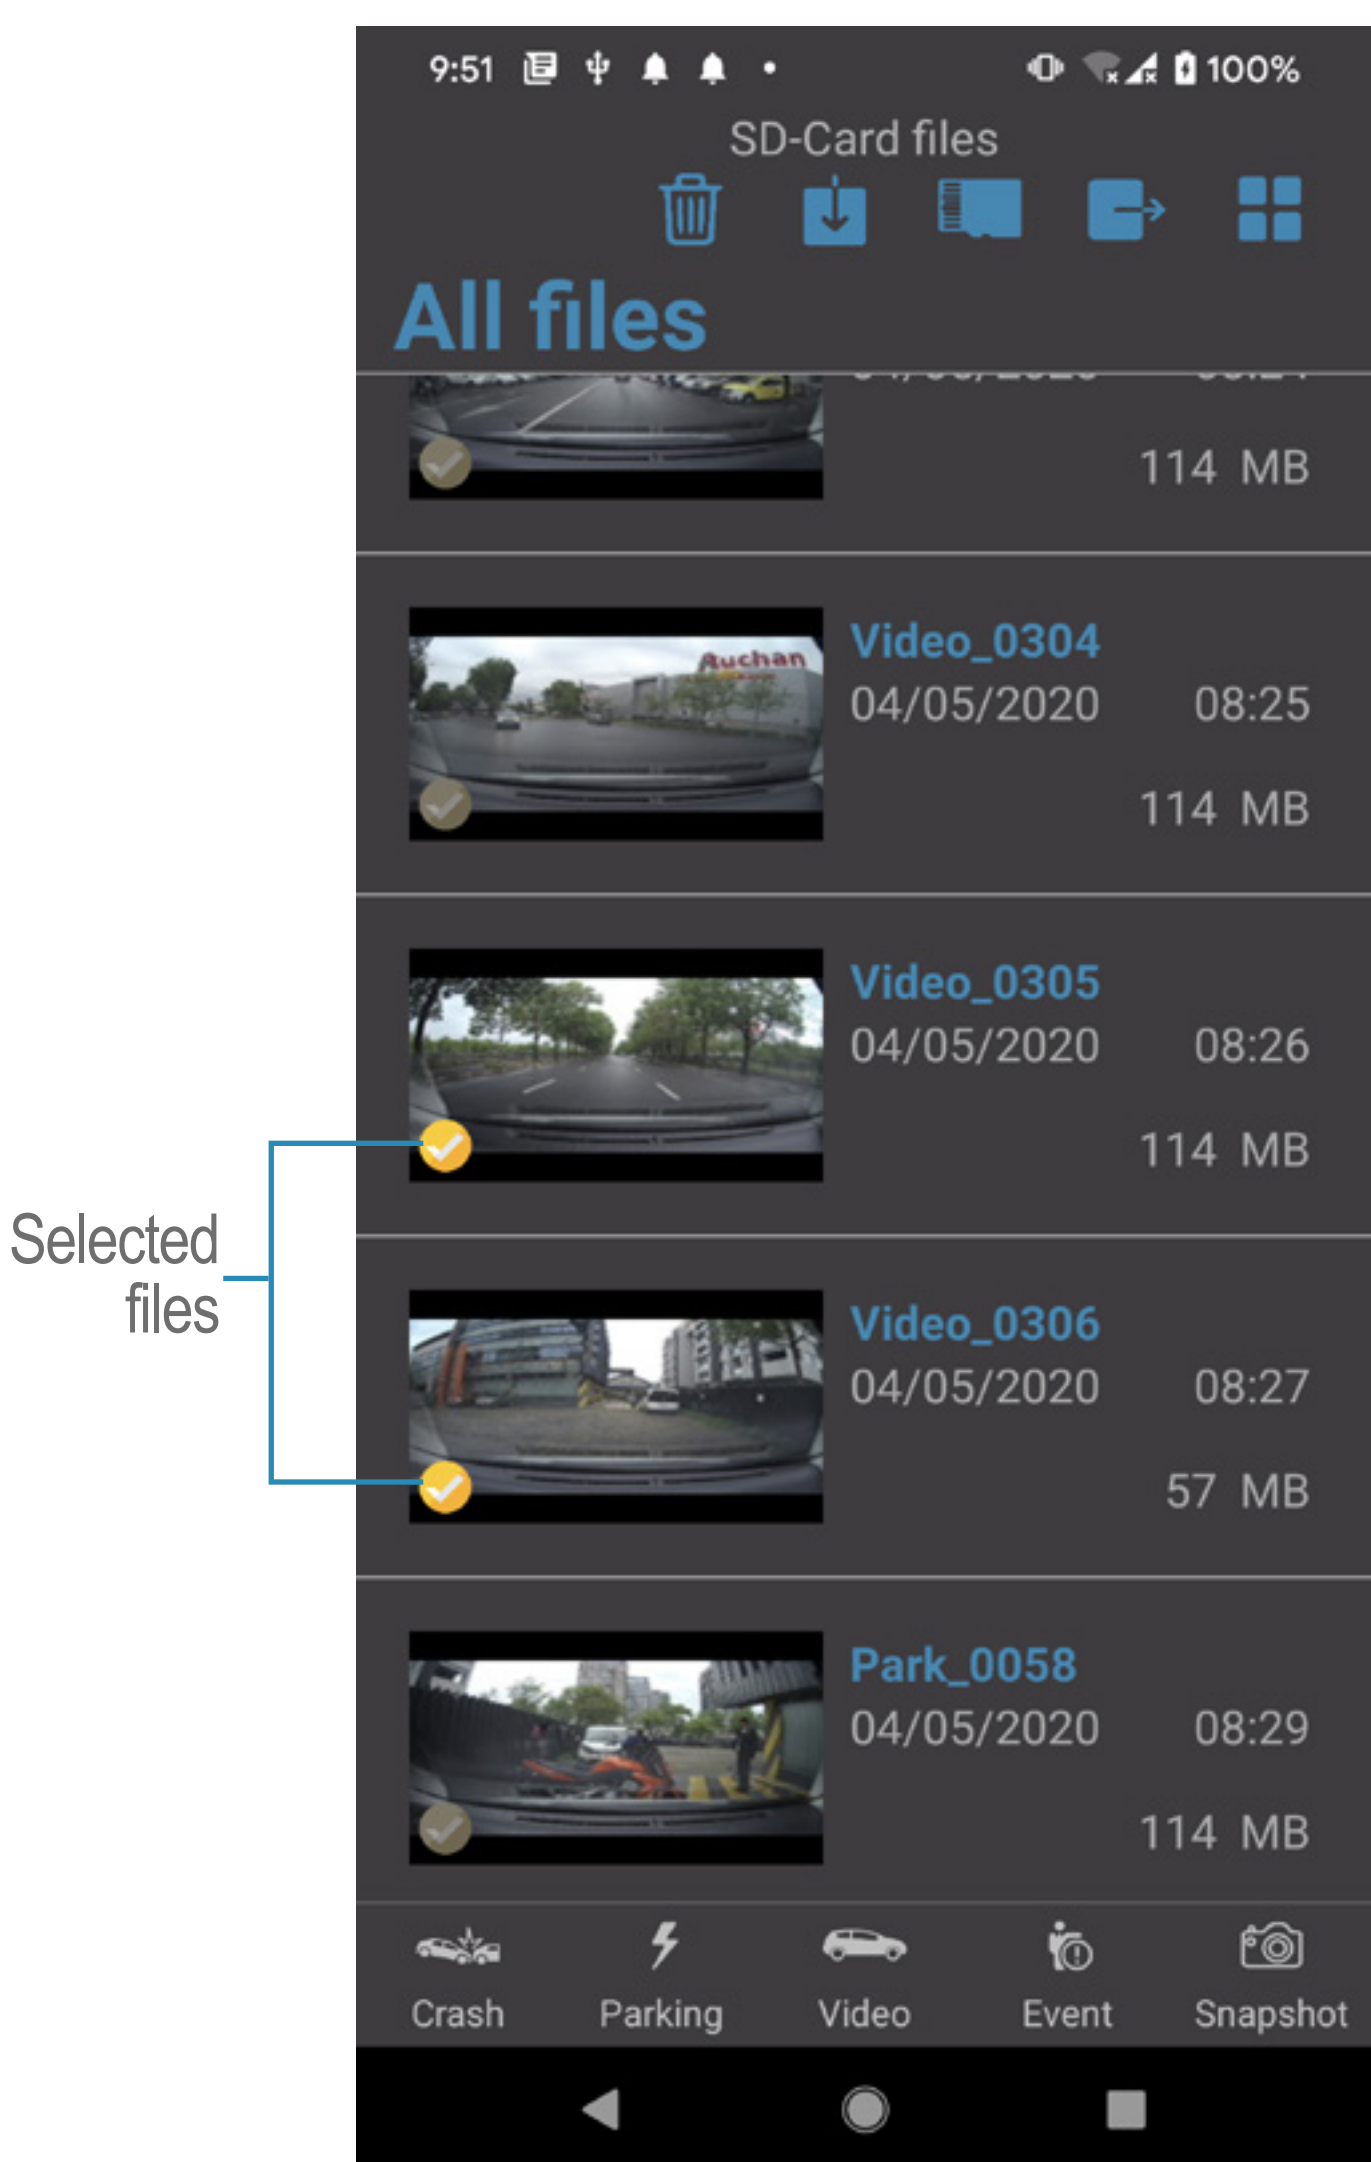 9:51
100%
SD-Card files
All files
114 MB
Auchan
Video_0304
04/05/2020 08:25
114 MB
Video_0305
04/05/2020 08:26
114 MB
Selected
files
Video_0306
04/05/2020 08:27
57 MB
Park_0058
04/05/2020 08:29
114 MB
Crash Parking Video Event Snapshot